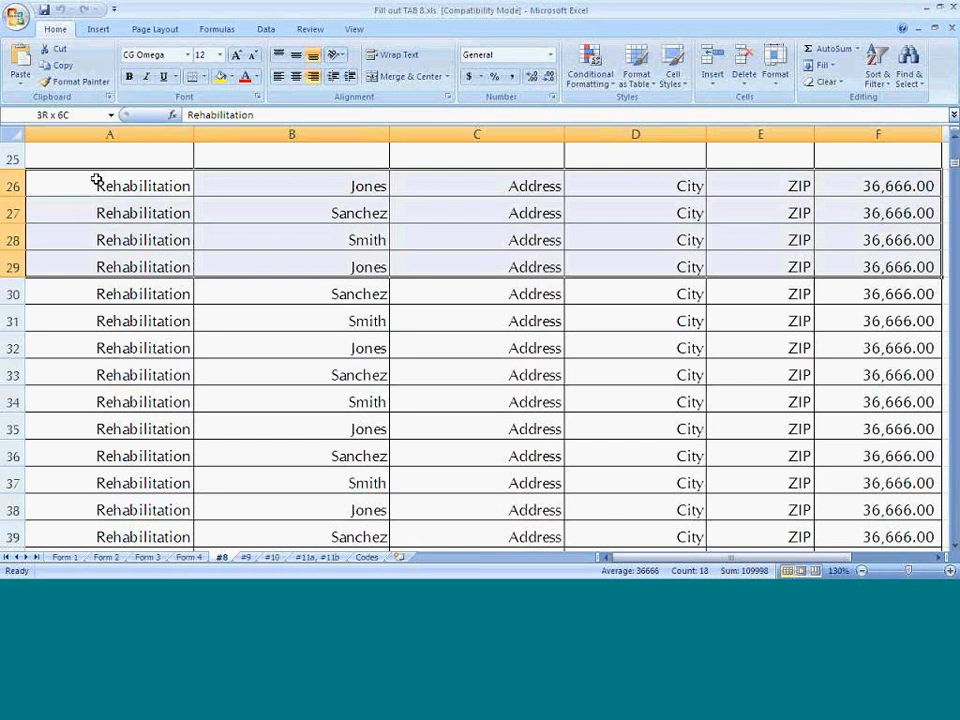 Fill out TAB 8.xls [Compatibility Mode] - Microsoft Excel
Home Insert Page Layout Formulas Data Review View
Paste Cut Copy Format Painter Clipboard
CG Omega 12 A A B I U A Font
Wrap Text Merge & Center Alignment
General $ % , .0 .00 .00 .0 Number
Conditional Formatting Format as Table Cell Styles Styles
Insert Delete Format Cells
Σ AutoSum Fill Clear Sort & Filter Find & Select Editing
3R x 6C fx Rehabilitation
A B C D E F
25
26 Rehabilitation Jones Address City ZIP 36,666.00
27 Rehabilitation Sanchez Address City ZIP 36,666.00
28 Rehabilitation Smith Address City ZIP 36,666.00
29 Rehabilitation Jones Address City ZIP 36,666.00
30 Rehabilitation Sanchez Address City ZIP 36,666.00
31 Rehabilitation Smith Address City ZIP 36,666.00
32 Rehabilitation Jones Address City ZIP 36,666.00
33 Rehabilitation Sanchez Address City ZIP 36,666.00
34 Rehabilitation Smith Address City ZIP 36,666.00
35 Rehabilitation Jones Address City ZIP 36,666.00
36 Rehabilitation Sanchez Address City ZIP 36,666.00
37 Rehabilitation Smith Address City ZIP 36,666.00
38 Rehabilitation Jones Address City ZIP 36,666.00
39 Rehabilitation Sanchez Address City ZIP 36,666.00
Form 1 Form 2 Form 3 Form 4 #8 #9 #10 #11a, #11b Codes
Ready Average: 36666 Count: 18 Sum: 109998 130%